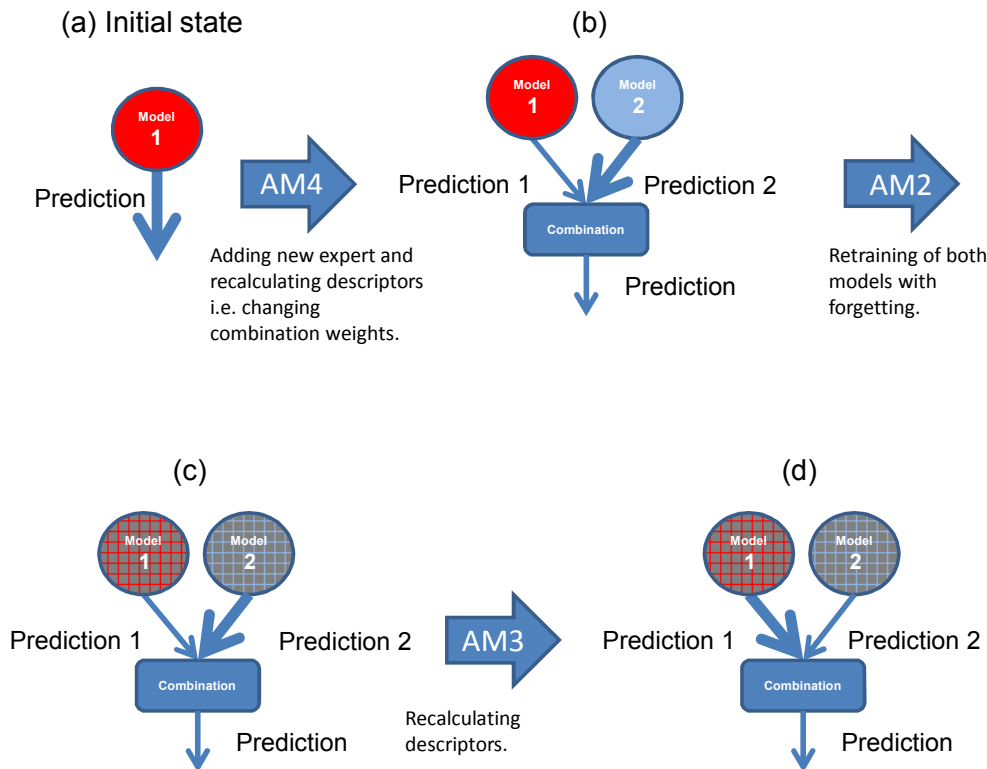 (a) Initial state
Model
1
Prediction
AM4
Adding new expert and
recalculating descriptors
i.e. changing
combination weights.
(b)
Model
1
Model
2
Prediction 1
Prediction 2
Combination
Prediction
AM2
Retraining of both
models with
forgetting.
(c)
Model
1
Model
2
Prediction 1
Prediction 2
Combination
Prediction
AM3
Recalculating
descriptors.
(d)
Model
1
Model
2
Prediction 1
Prediction 2
Combination
Prediction